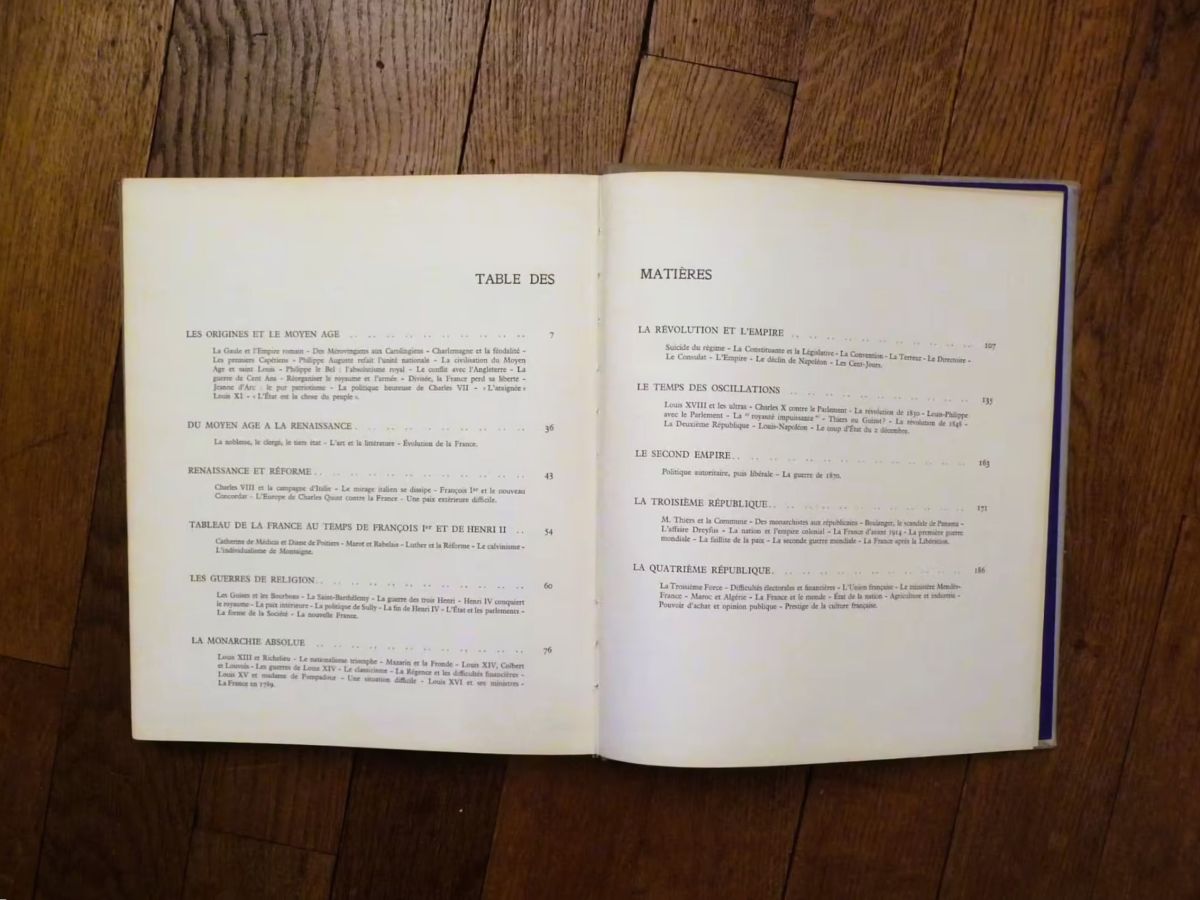 TABLE DES
LES ORIGINES ET LE MOYEN AGE .. .. .. .. .. .. .. .. .. 7
La Gaule et l'Empire romain - Des Mérovingiens aux Carolingiens - Charlemagne et la féodalité -
Les premiers Capétiens - Philippe Auguste refait l'unité nationale - La civilisation du Moyen
Age et saint Louis - Philippe le Bel : l'absolutisme royal - Le conflit avec l'Angleterre - La
guerre de Cent Ans - Réorganiser le royaume et l'armée - Divisée, la France perd sa liberté -
Jeanne d'Arc : le pur patriotisme - La politique heureuse de Charles VII - « L'araignée »
Louis XI - « L'État est la chose du peuple ».
DU MOYEN AGE A LA RENAISSANCE . .. .. .. .. .. .. .. .. 36
La noblesse, le clergé, le tiers état - L'art et la littérature - Évolution de la France.
RENAISSANCE ET RÉFORME .. .. .. .. .. .. .. .. .. .. 43
Charles VIII et la campagne d'Italie - Le mirage italien se dissipe - François Ier et le nouveau
Concordat - L'Europe de Charles Quint contre la France - Une paix extérieure difficile.
TABLEAU DE LA FRANCE AU TEMPS DE FRANÇOIS Ier ET DE HENRI II .. 54
Catherine de Médicis et Diane de Poitiers - Marot et Rabelais - Luther et la Réforme - Le calvinisme -
L'individualisme de Montaigne.
LES GUERRES DE RELIGION. .. .. .. .. .. .. .. .. .. .. 60
Les Guises et les Bourbons - La Saint-Barthélemy - La guerre des trois Henri - Henri IV conquiert
le royaume - La paix intérieure - La politique de Sully - La fin de Henri IV - L'État et les parlements -
La forme de la Société - La nouvelle France.
LA MONARCHIE ABSOLUE .. .. .. .. .. .. .. .. .. .. 76
Louis XIII et Richelieu - Le nationalisme triomphe - Mazarin et la Fronde - Louis XIV, Colbert
et Louvois - Les guerres de Louis XIV - Le classicisme - La Régence et les difficultés financières -
Louis XV et madame de Pompadour - Une situation difficile - Louis XVI et ses ministres -
La France en 1789.
MATIÈRES
LA RÉVOLUTION ET L'EMPIRE .. .. .. .. .. .. .. .. .. 107
Suicide du régime - La Constituante et la Législative - La Convention - La Terreur - Le Directoire -
Le Consulat - L'Empire - Le déclin de Napoléon - Les Cent-Jours.
LE TEMPS DES OSCILLATIONS .. .. .. .. .. .. .. .. .. 135
Louis XVIII et les ultras - Charles X contre le Parlement - La révolution de 1830 - Louis-Philippe
avec le Parlement - La " royauté impuissante " - Thiers ou Guizot ? - La révolution de 1848 -
La Deuxième République - Louis-Napoléon - Le coup d'État du 2 décembre.
LE SECOND EMPIRE. .. .. .. .. .. .. .. .. .. .. .. 163
Politique autoritaire, puis libérale - La guerre de 1870.
LA TROISIÈME RÉPUBLIQUE. .. .. .. .. .. .. .. .. .. 171
M. Thiers et la Commune - Des monarchistes aux républicains - Boulanger, le scandale de Panama -
L'affaire Dreyfus - La nation et l'empire colonial - La France d'avant 1914 - La première guerre
mondiale - La faillite de la paix - La seconde guerre mondiale - La France après la Libération.
LA QUATRIÈME RÉPUBLIQUE. .. .. .. .. .. .. .. .. .. 186
La Troisième Force - Difficultés électorales et financières - L'Union française - Le ministère Mendès-
France - Maroc et Algérie - La France et le monde - État de la nation - Agriculture et industrie -
Pouvoir d'achat et opinion publique - Prestige de la culture française.